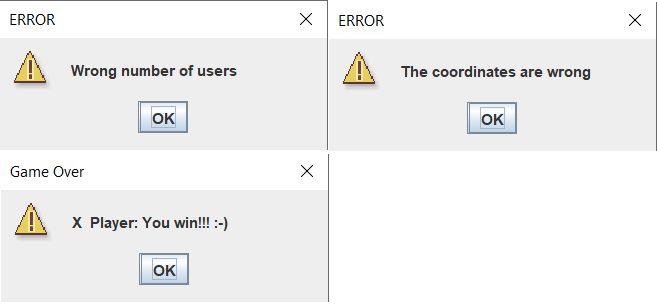 ERROR
Wrong number of users
OK
ERROR
The coordinates are wrong
OK
Game Over
X  Player: You win!!! :-)
OK